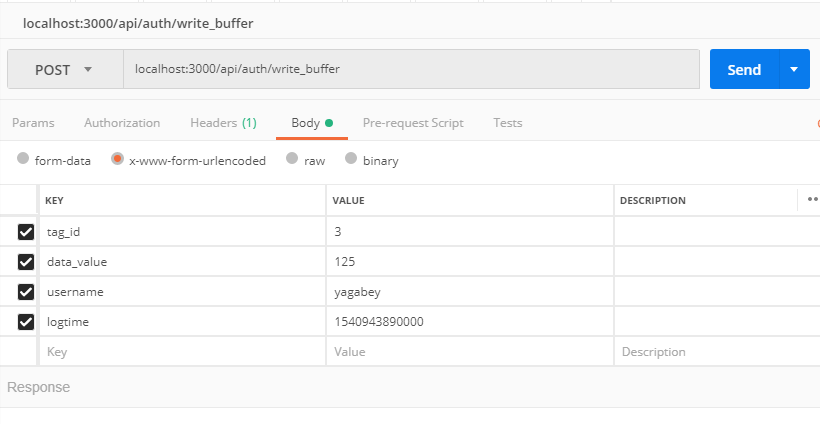 localhost:3000/api/auth/write_buffer
POST localhost:3000/api/auth/write_buffer Send
Params Authorization Headers (1) Body Pre-request Script Tests
form-data x-www-form-urlencoded raw binary
KEY VALUE DESCRIPTION
tag_id 3
data_value 125
username yagabey
logtime 1540943890000
Key Value Description
Response